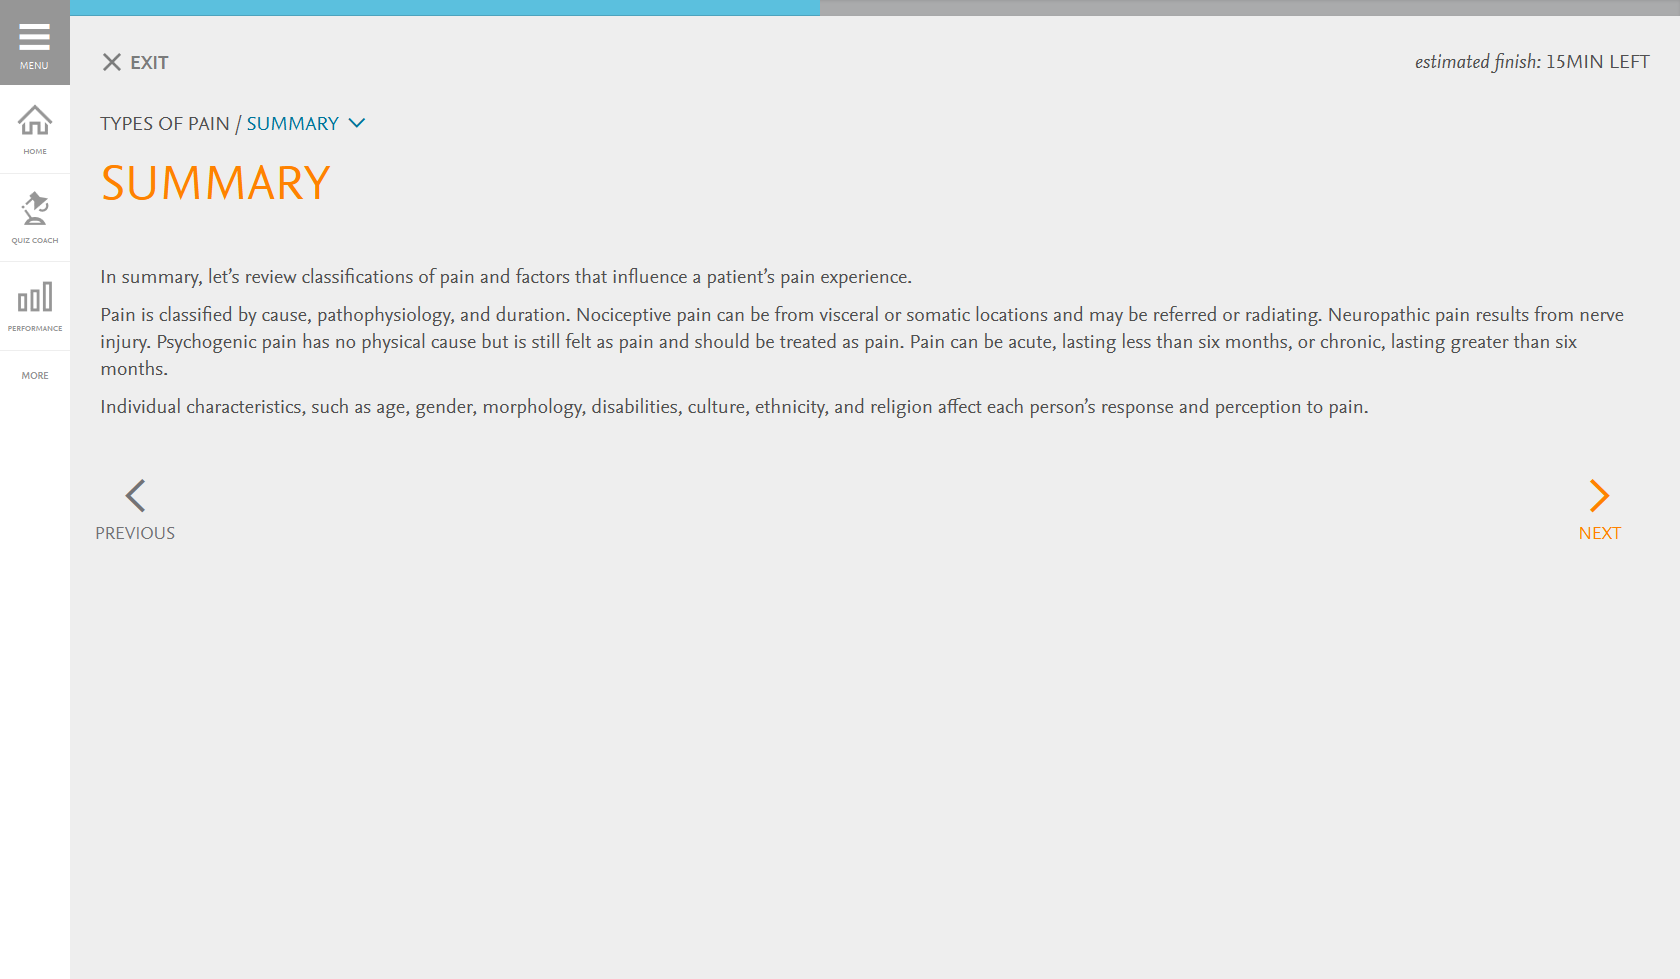 MENU
EXIT
estimated finish: 15MIN LEFT
HOME
QUIZ COACH
PERFORMANCE
MORE
TYPES OF PAIN / SUMMARY
SUMMARY
In summary, let’s review classifications of pain and factors that influence a patient’s pain experience.
Pain is classified by cause, pathophysiology, and duration. Nociceptive pain can be from visceral or somatic locations and may be referred or radiating. Neuropathic pain results from nerve
injury. Psychogenic pain has no physical cause but is still felt as pain and should be treated as pain. Pain can be acute, lasting less than six months, or chronic, lasting greater than six
months.
Individual characteristics, such as age, gender, morphology, disabilities, culture, ethnicity, and religion affect each person’s response and perception to pain.
PREVIOUS
NEXT